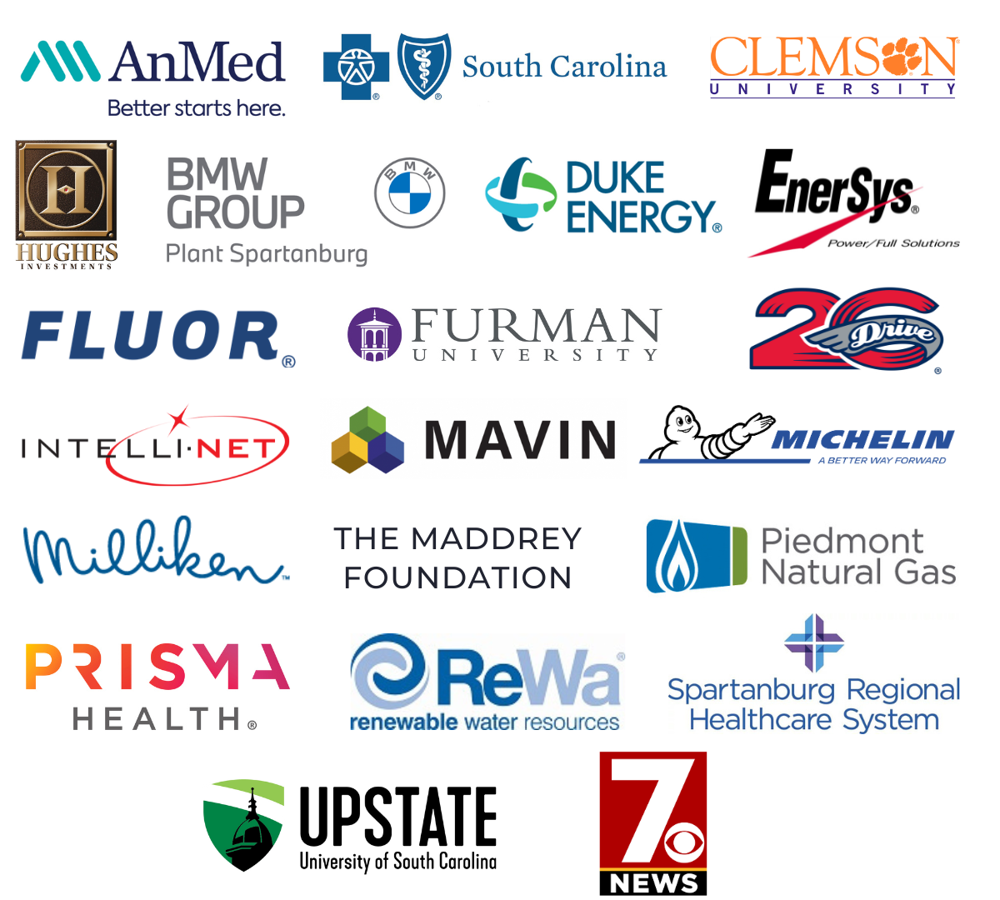 AnMed
Better starts here.
® ® South Carolina
CLEMSON®
UNIVERSITY
H
HUGHES
INVESTMENTS
BMW
GROUP
Plant Spartanburg
BMW
DUKE
ENERGY®
EnerSys®
Power/Full Solutions
FLUOR®
FURMAN
UNIVERSITY
26
Drive
®
INTELLI·NET
MAVIN
MICHELIN
A BETTER WAY FORWARD
Milliken™
THE MADDREY
FOUNDATION
Piedmont
Natural Gas
PRISMA
HEALTH®
ReWa®
renewable water resources
Spartanburg Regional
Healthcare System
UPSTATE
University of South Carolina
7
NEWS